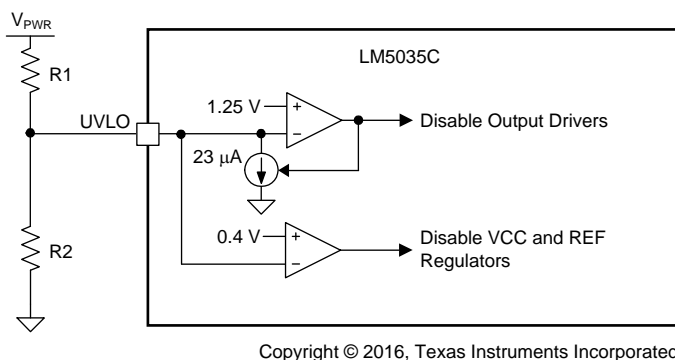 VPWR
R1
LM5035C
UVLO
1.25 V
+
−
Disable Output Drivers
23 μA
R2
0.4 V
+
−
Disable VCC and REF
Regulators
Copyright © 2016, Texas Instruments Incorporated